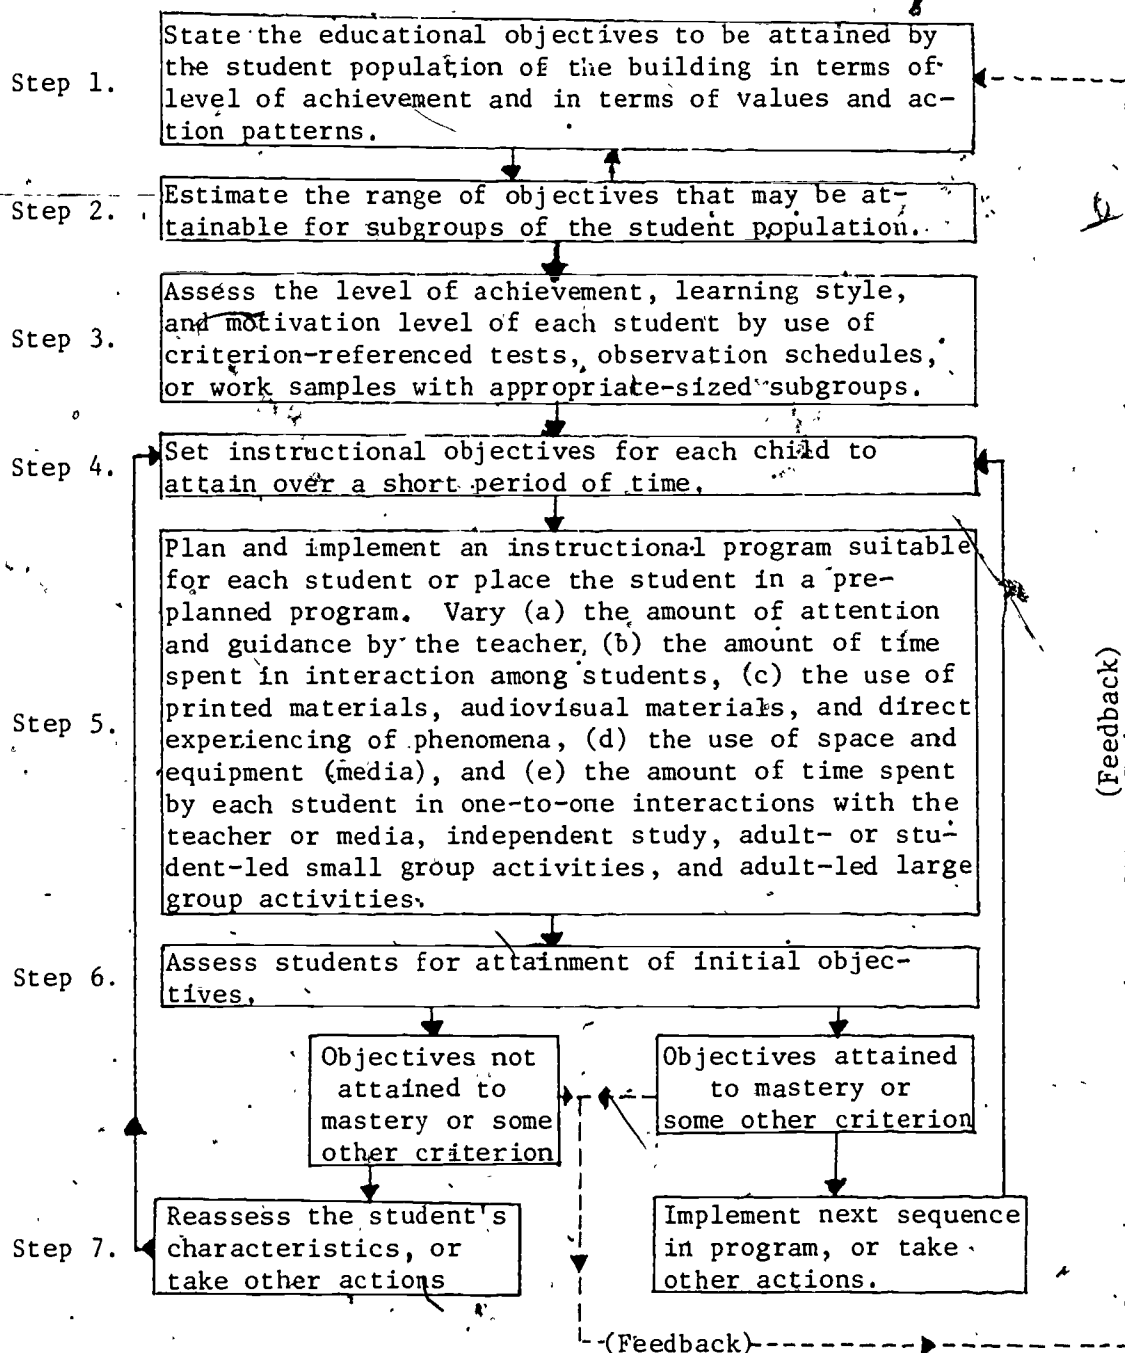 Step 1.
State the educational objectives to be attained by
the student population of the building in terms of
level of achievement and in terms of values and ac-
tion patterns.
Step 2.
Estimate the range of objectives that may be at-
tainable for subgroups of the student population.
Step 3.
Assess the level of achievement, learning style,
and motivation level of each student by use of
criterion-referenced tests, observation schedules,
or work samples with appropriate-sized subgroups.
Step 4.
Set instructional objectives for each child to
attain over a short period of time.
Step 5.
Plan and implement an instructional program suitable
for each student or place the student in a pre-
planned program. Vary (a) the amount of attention
and guidance by the teacher, (b) the amount of time
spent in interaction among students, (c) the use of
printed materials, audiovisual materials, and direct
experiencing of phenomena, (d) the use of space and
equipment (media), and (e) the amount of time spent
by each student in one-to-one interactions with the
teacher or media, independent study, adult- or stu-
dent-led small group activities, and adult-led large
group activities.
(Feedback)
Step 6.
Assess students for attainment of initial objec-
tives.
Objectives not
attained to
mastery or some
other criterion
Objectives attained
to mastery or
some other criterion
Step 7.
Reassess the student's
characteristics, or
take other actions
Implement next sequence
in program, or take
other actions.
(Feedback)